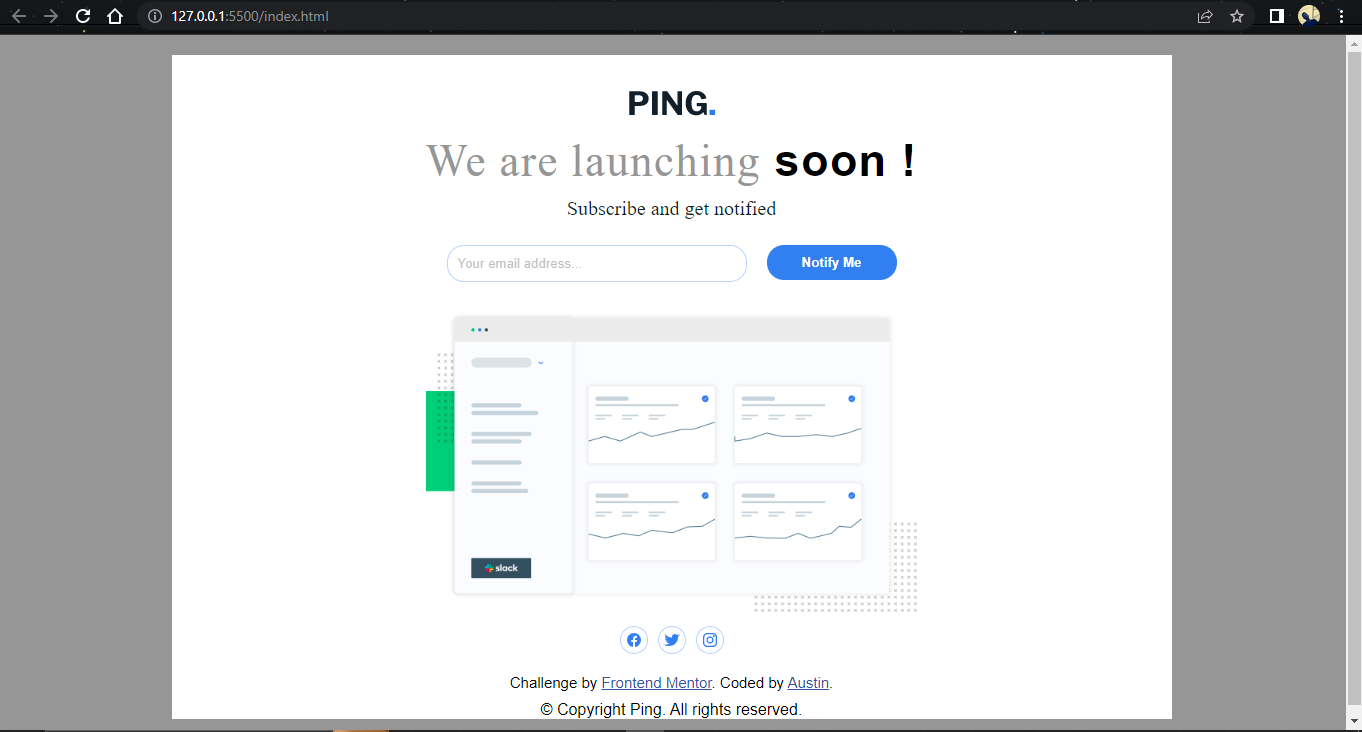 127.0.0.1:5500/index.html
PING.
We are launching soon !
Subscribe and get notified
Your email address...
Notify Me
slack
Challenge by Frontend Mentor. Coded by Austin.
© Copyright Ping. All rights reserved.